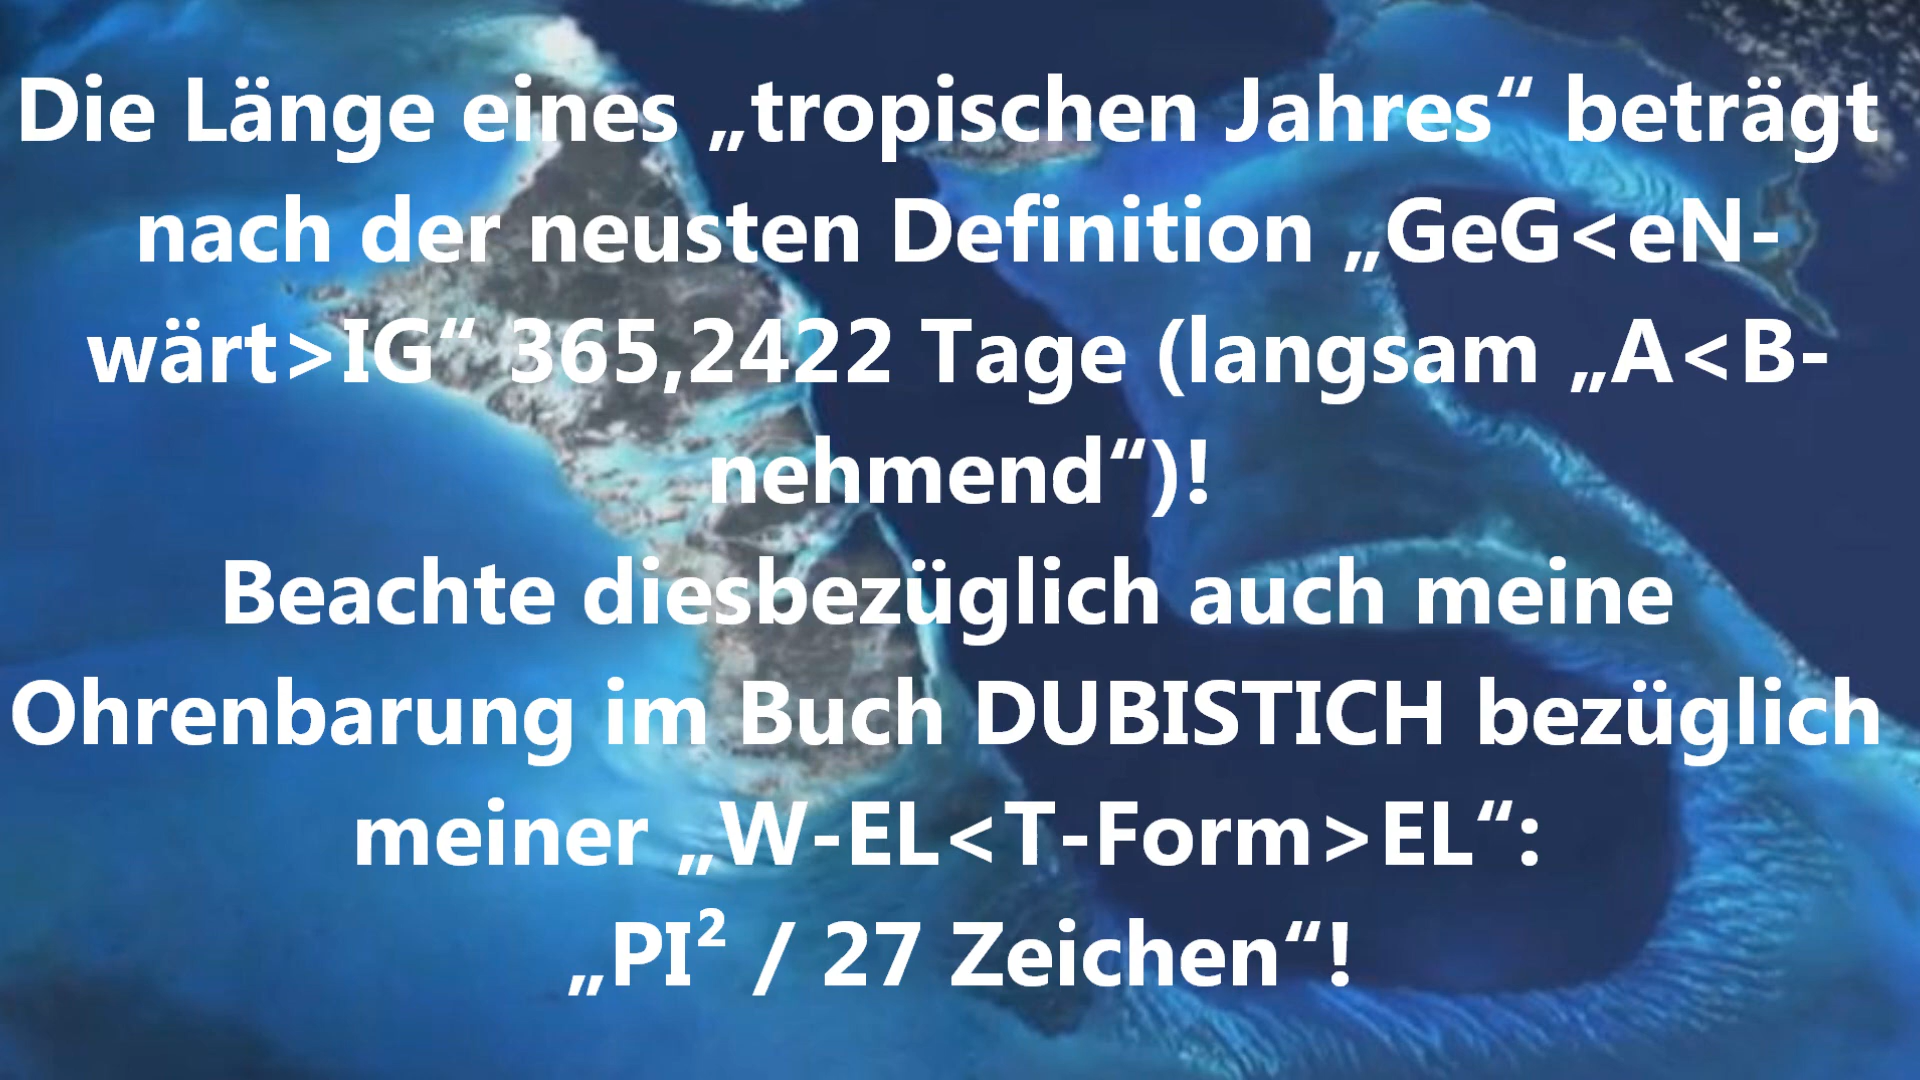 Die Länge eines „tropischen Jahres“ beträgt
nach der neusten Definition „GeG<eN-
wärt>IG“ 365,2422 Tage (langsam „A<B-
nehmend“)!
Beachte diesbezüglich auch meine
Ohrenbarung im Buch DUBISTICH bezüglich
meiner „W-EL<T-Form>EL“:
„PI² / 27 Zeichen“!